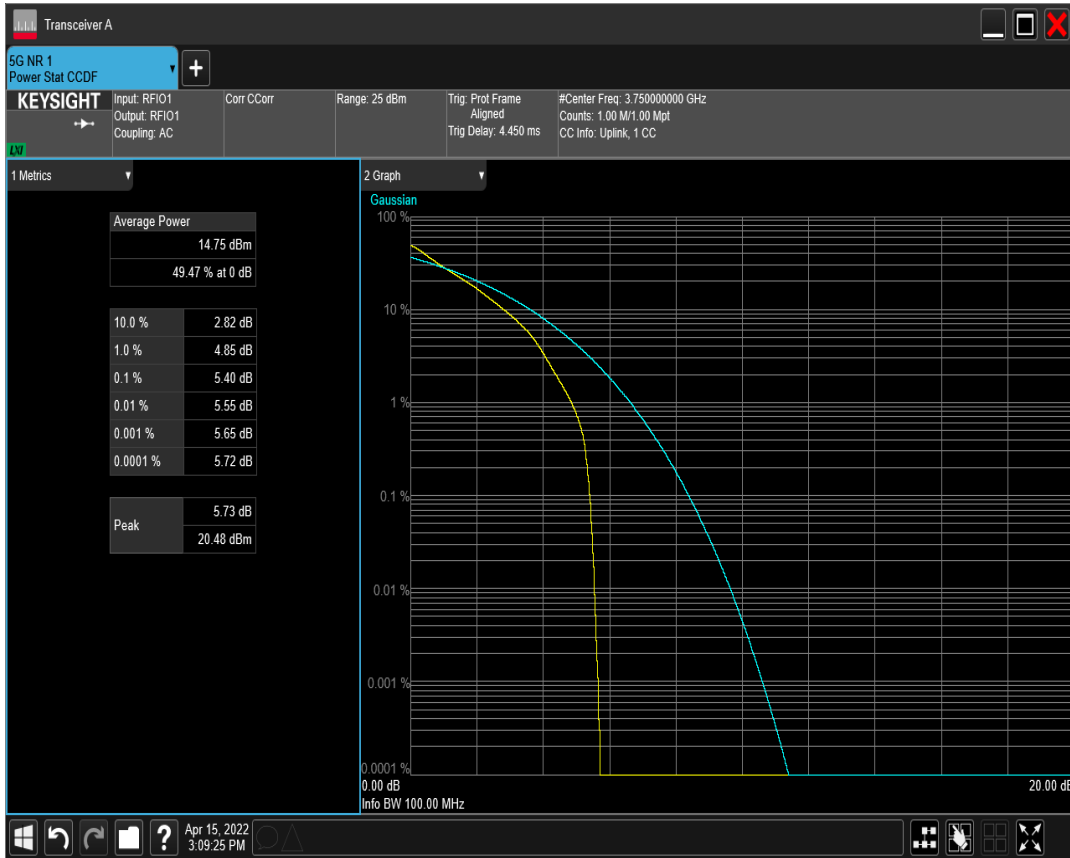 Transceiver A
5G NR 1
Power Stat CCDF
KEYSIGHT
LXI
Input: RFIO1
Output: RFIO1
Coupling: AC
Corr CCorr
Range: 25 dBm
Trig: Prot Frame
Aligned
Trig Delay: 4.450 ms
#Center Freq: 3.750000000 GHz
Counts: 1.00 M/1.00 Mpt
CC Info: Uplink, 1 CC
1 Metrics
Average Power
14.75 dBm
49.47 % at 0 dB
10.0 % 2.82 dB
1.0 % 4.85 dB
0.1 % 5.40 dB
0.01 % 5.55 dB
0.001 % 5.65 dB
0.0001 % 5.72 dB
Peak
5.73 dB
20.48 dBm
2 Graph
Gaussian
100 %
10 %
1 %
0.1 %
0.01 %
0.001 %
0.0001 %
0.00 dB 20.00 dB
Info BW 100.00 MHz
? Apr 15, 2022
3:09:25 PM